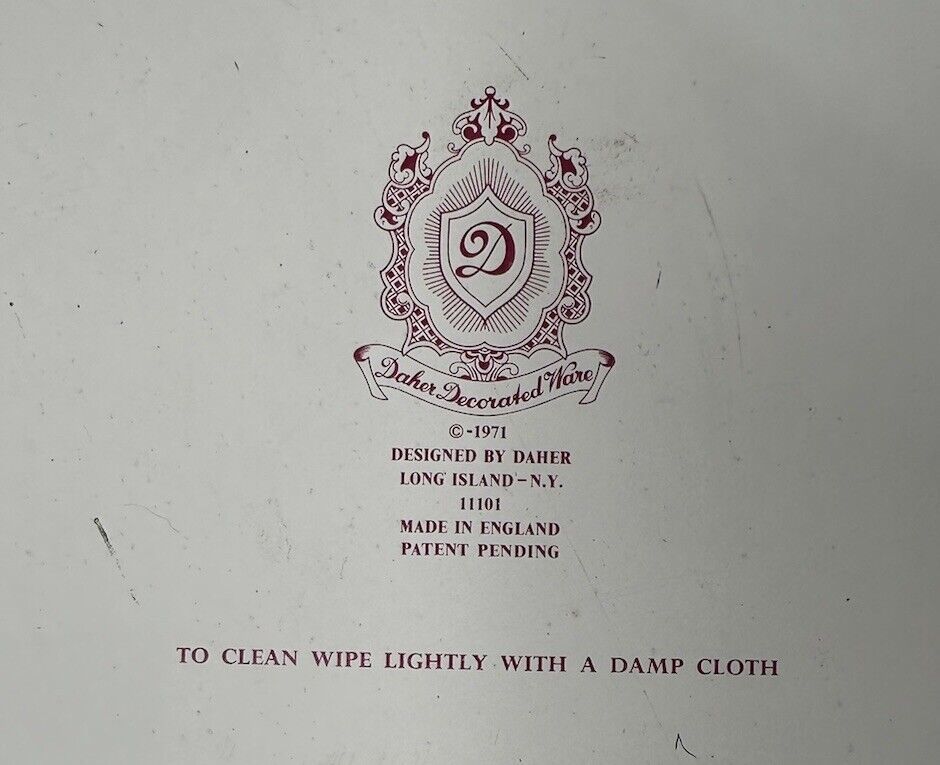 D
Daher Decorated Ware
©-1971
DESIGNED BY DAHER
LONG ISLAND-N.Y.
11101
MADE IN ENGLAND
PATENT PENDING
TO CLEAN WIPE LIGHTLY WITH A DAMP CLOTH